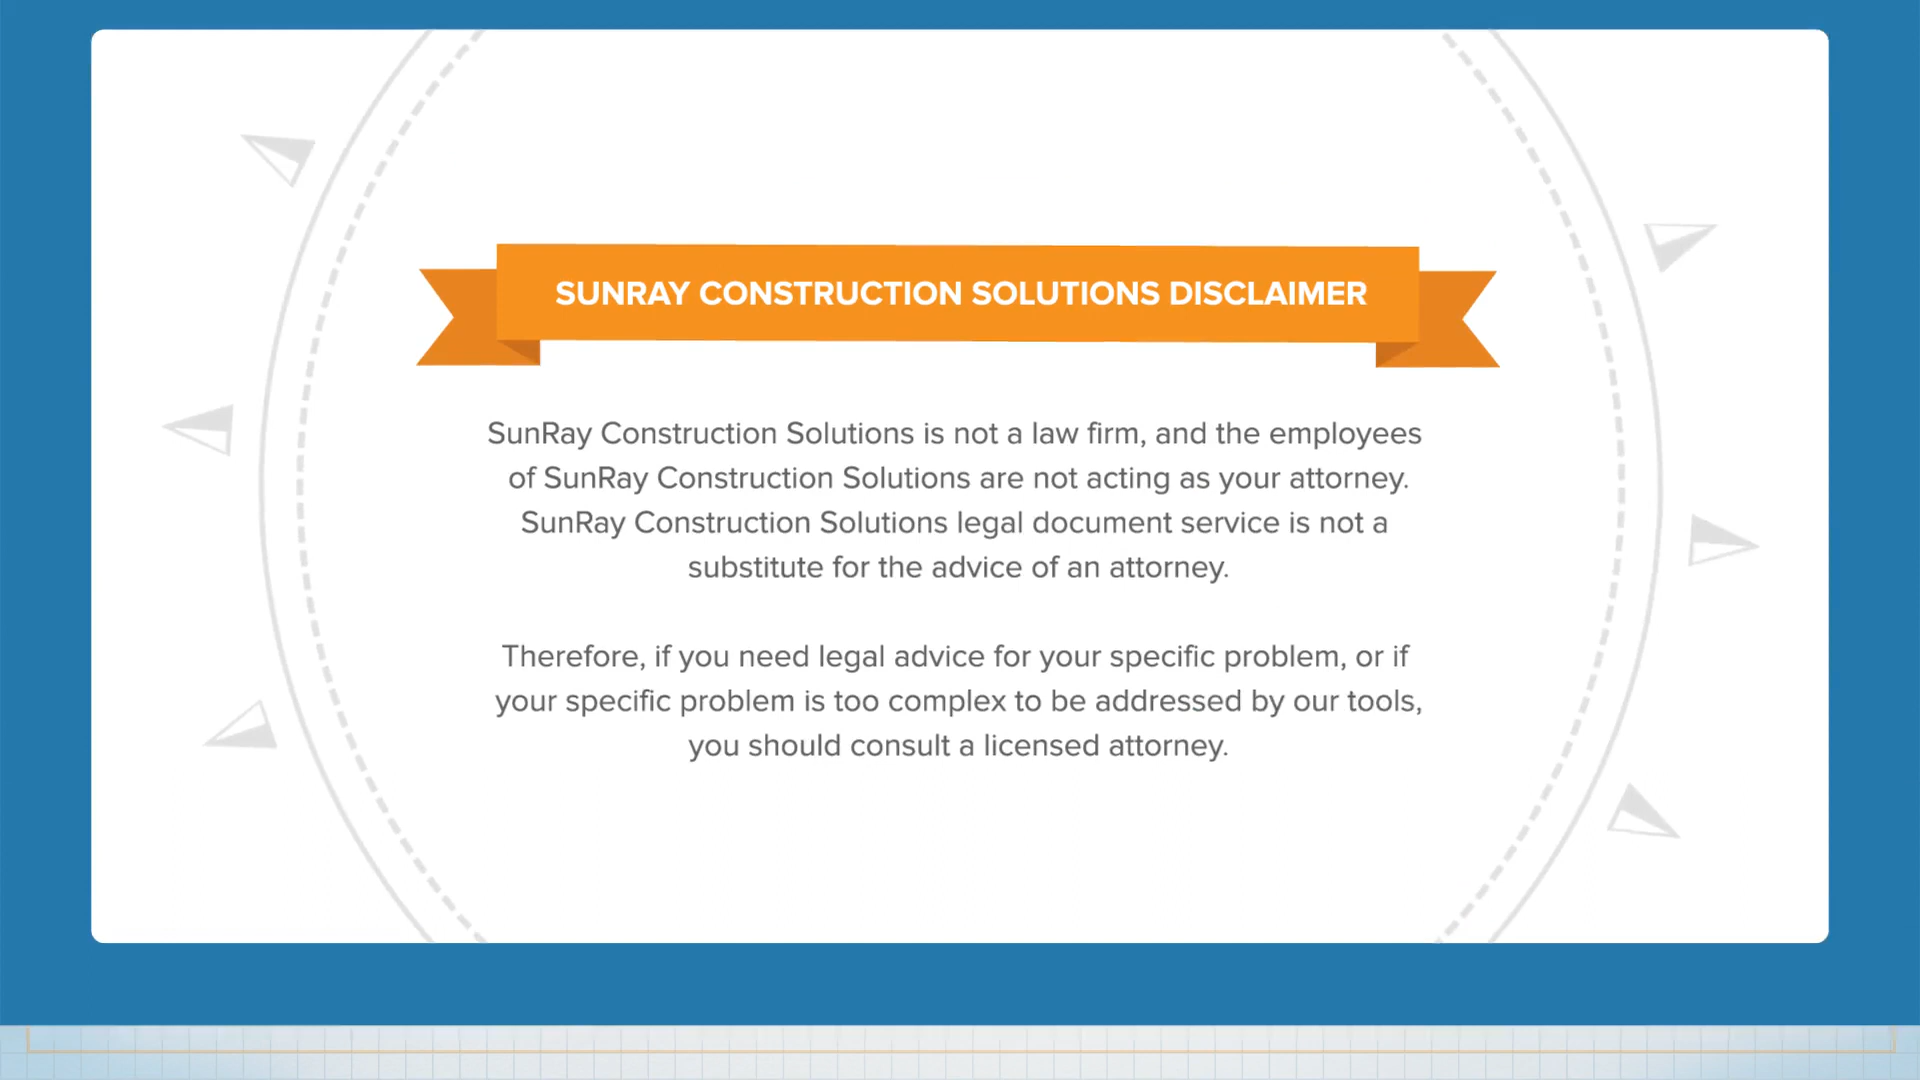 SUNRAY CONSTRUCTION SOLUTIONS DISCLAIMER
SunRay Construction Solutions is not a law firm, and the employees
of SunRay Construction Solutions are not acting as your attorney.
SunRay Construction Solutions legal document service is not a
substitute for the advice of an attorney.
Therefore, if you need legal advice for your specific problem, or if
your specific problem is too complex to be addressed by our tools,
you should consult a licensed attorney.